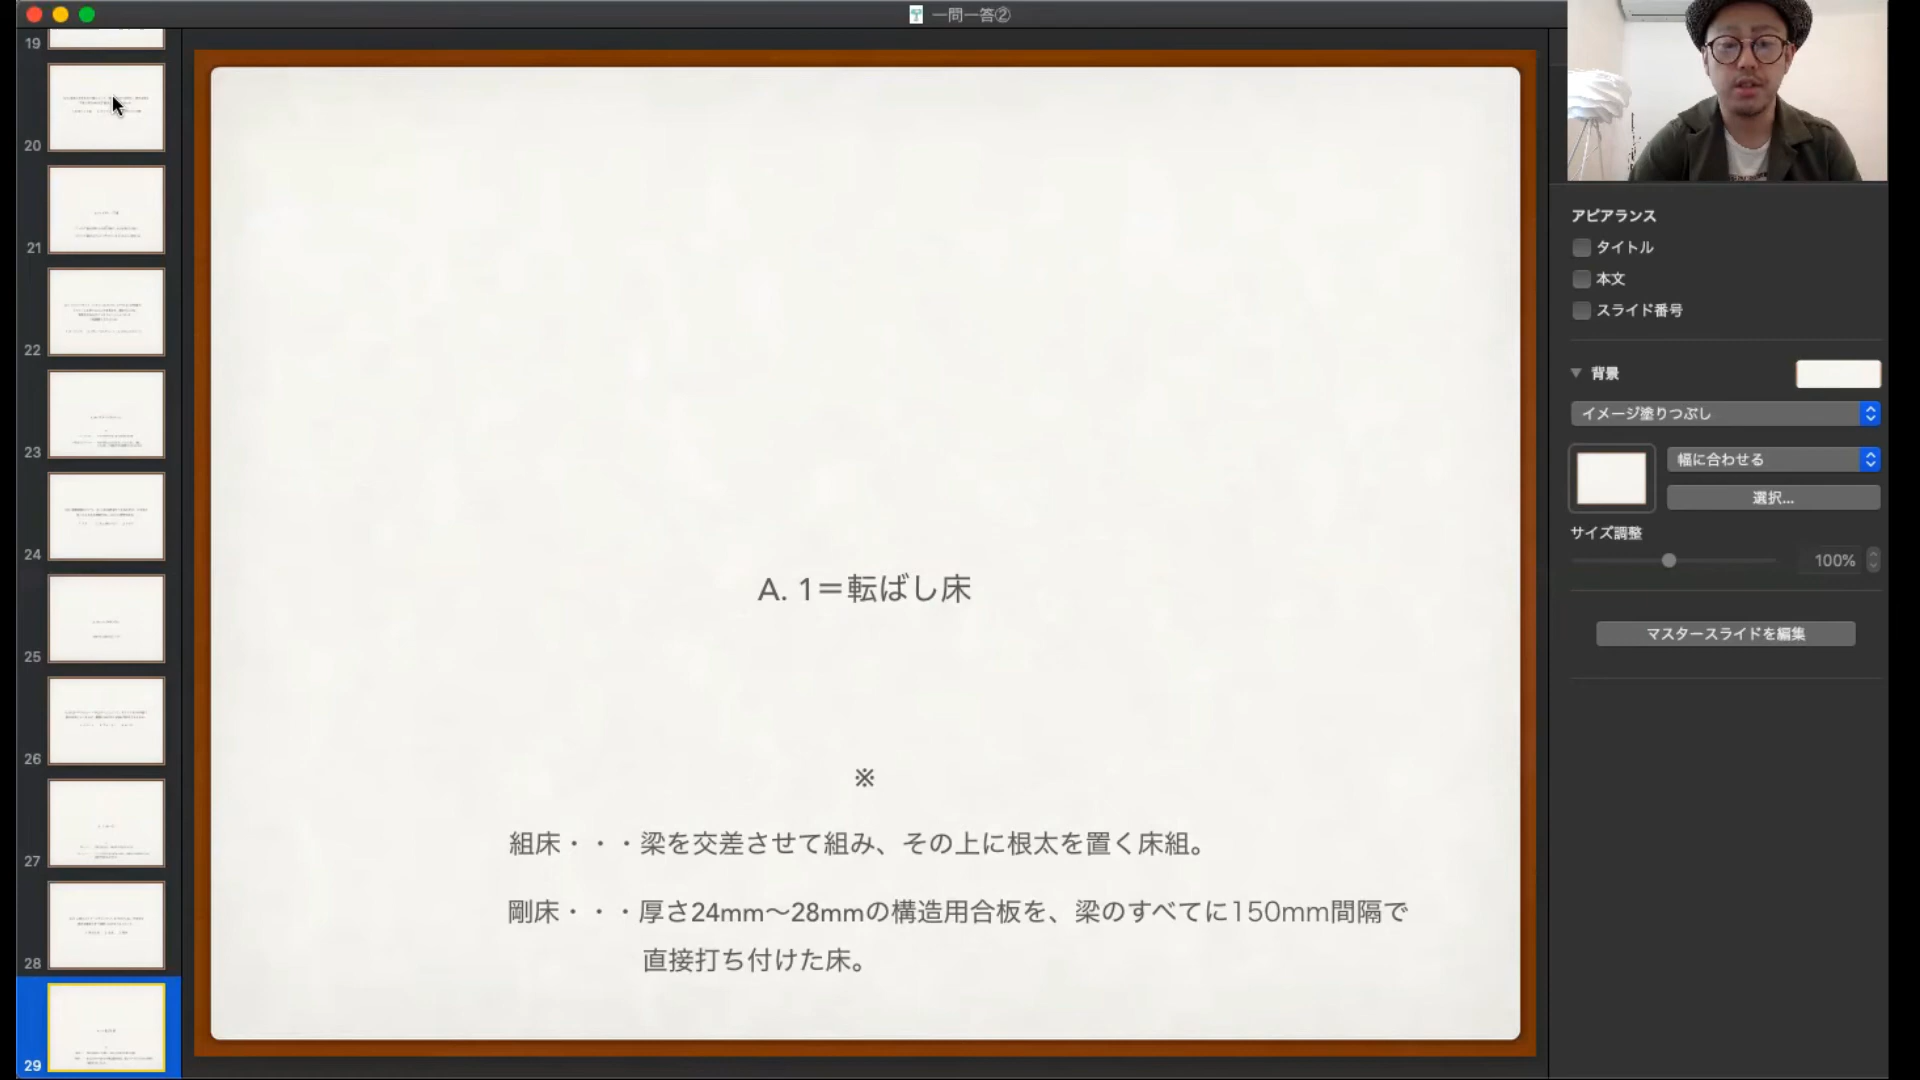 一問一答②
19
20
21
22
23
24
25
26
27
28
29
A. 1＝転ばし床
※
組床・・・梁を交差させて組み、その上に根太を置く床組。
剛床・・・厚さ24mm〜28mmの構造用合板を、梁のすべてに150mm間隔で
直接打ち付けた床。
アピアランス
タイトル
本文
スライド番号
背景
イメージ塗りつぶし
幅に合わせる
選択...
サイズ調整
100%
マスタースライドを編集